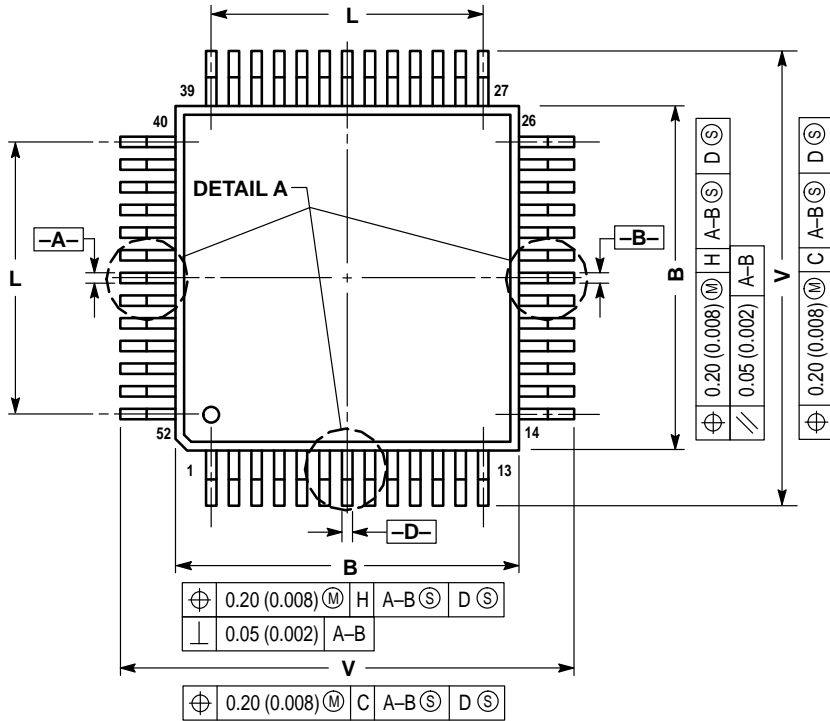 L
39
27
40
26
DETAIL A
–A–
–B–
L
B
V
⌖ 0.20 (0.008) Ⓜ H A–B Ⓢ D Ⓢ
// 0.05 (0.002) A–B
⌖ 0.20 (0.008) Ⓜ C A–B Ⓢ D Ⓢ
52
14
1
13
–D–
B
⌖ 0.20 (0.008) Ⓜ H A–B Ⓢ D Ⓢ
⊥ 0.05 (0.002) A–B
V
⌖ 0.20 (0.008) Ⓜ C A–B Ⓢ D Ⓢ